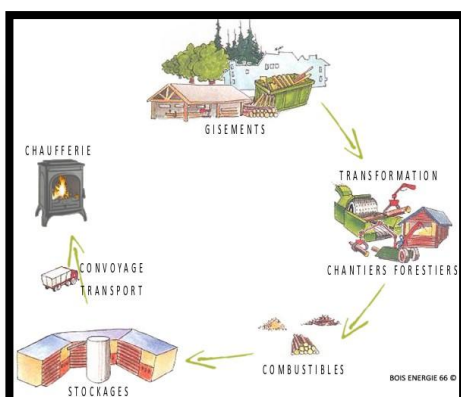 GISEMENTS
CHAUFFERIE
TRANSFORMATION
CHANTIERS FORESTIERS
CONVOYAGE
TRANSPORT
COMBUSTIBLES
BOIS ENERGIE 66 ©
STOCKAGES